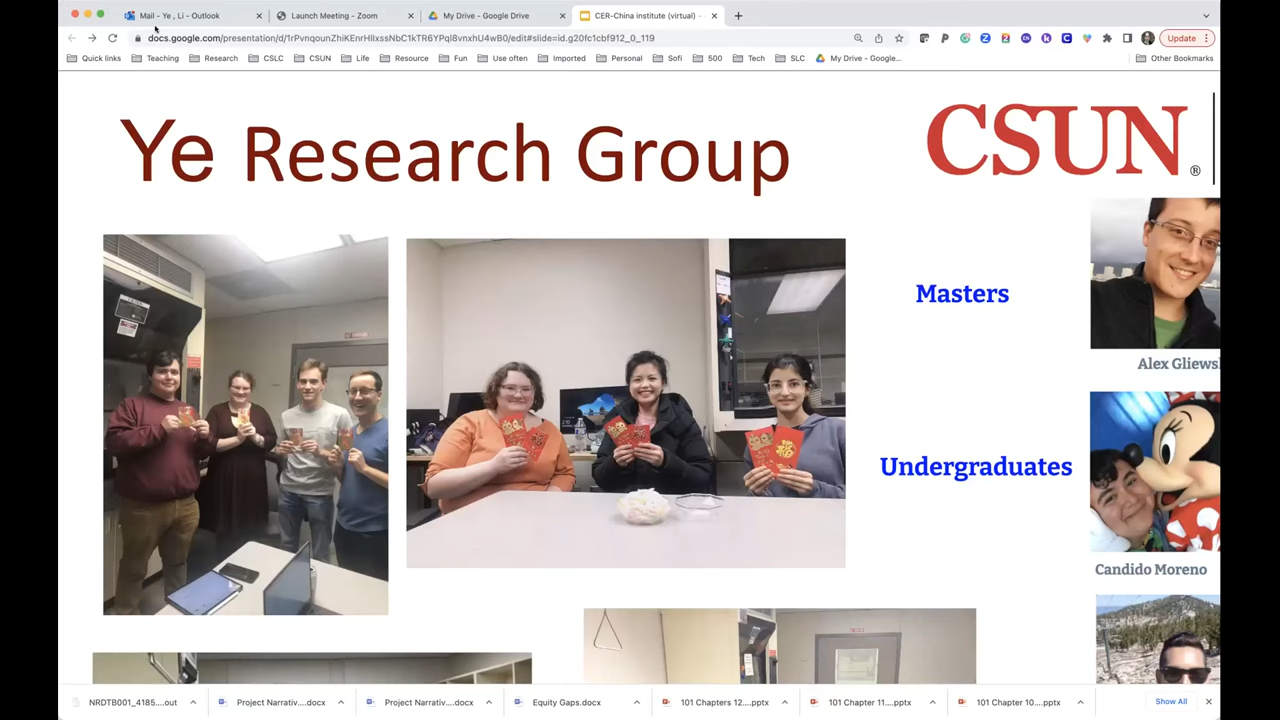 Mail - Ye , Li - Outlook
Launch Meeting - Zoom
My Drive - Google Drive
CER-China institute (virtual) -
docs.google.com/presentation/d/1rPvnqounZhiKEnrHIlxssNbC1kTR6YPql8vnxhU4wB0/edit#slide=id.g20fc1cbf912_0_119
Update
Quick links
Teaching
Research
CSLC
CSUN
Life
Resource
Fun
Use often
Imported
Personal
Sofi
500
Tech
SLC
My Drive - Google...
Other Bookmarks
Ye Research Group
CSUN®
Masters
Alex Gliews
Undergraduates
Candido Moreno
NRDTB001_4185....out
Project Narrativ....docx
Project Narrativ....docx
Equity Gaps.docx
101 Chapters 12....pptx
101 Chapter 11....pptx
101 Chapter 10....pptx
Show All